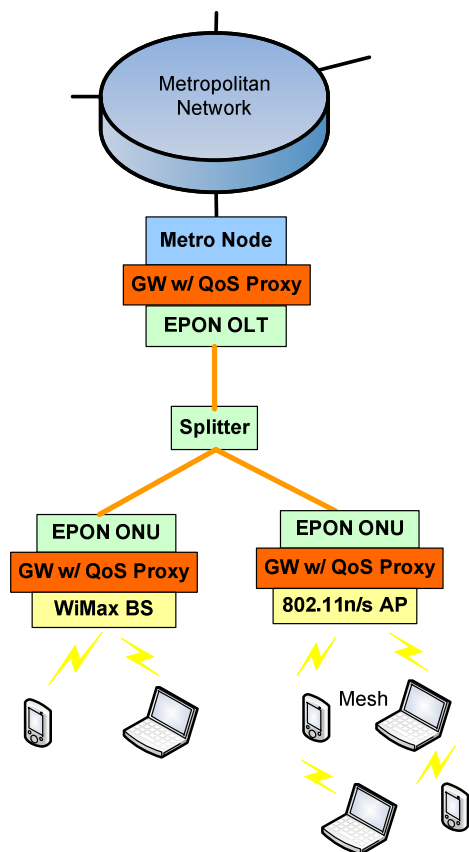 Metropolitan
Network
Metro Node
GW w/ QoS Proxy
EPON OLT
Splitter
EPON ONU
GW w/ QoS Proxy
WiMax BS
EPON ONU
GW w/ QoS Proxy
802.11n/s AP
Mesh